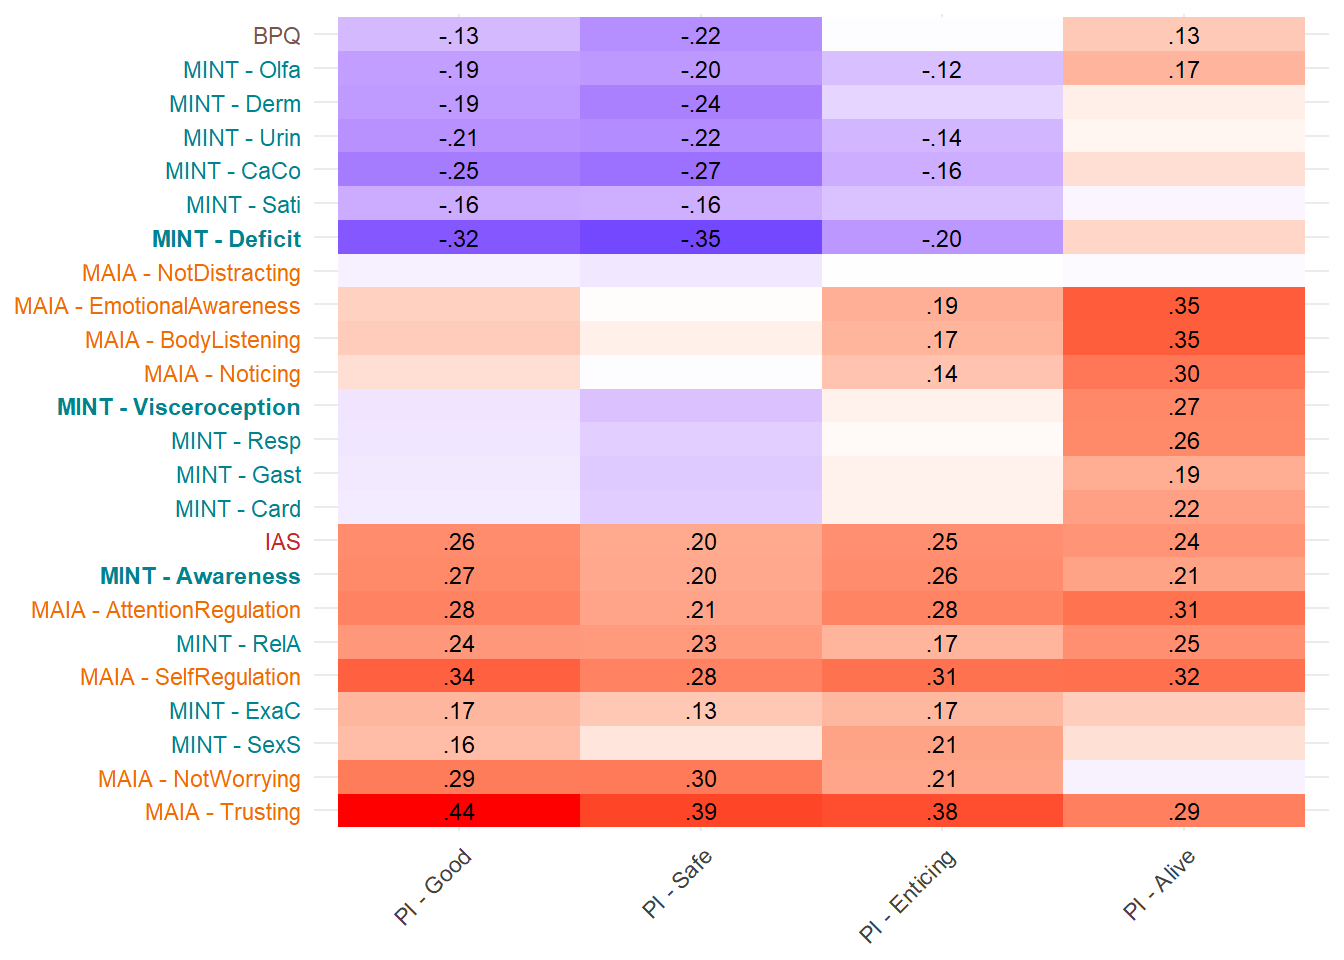 BPQ -.13 -.22 .13
MINT - Olfa -.19 -.20 -.12 .17
MINT - Derm -.19 -.24
MINT - Urin -.21 -.22 -.14
MINT - CaCo -.25 -.27 -.16
MINT - Sati -.16 -.16
MINT - Deficit -.32 -.35 -.20
MAIA - NotDistracting
MAIA - EmotionalAwareness .19 .35
MAIA - BodyListening .17 .35
MAIA - Noticing .14 .30
MINT - Visceroception .27
MINT - Resp .26
MINT - Gast .19
MINT - Card .22
IAS .26 .20 .25 .24
MINT - Awareness .27 .20 .26 .21
MAIA - AttentionRegulation .28 .21 .28 .31
MINT - RelA .24 .23 .17 .25
MAIA - SelfRegulation .34 .28 .31 .32
MINT - ExaC .17 .13 .17
MINT - SexS .16 .21
MAIA - NotWorrying .29 .30 .21
MAIA - Trusting .44 .39 .38 .29
PI - Good PI - Safe PI - Enticing PI - Alive